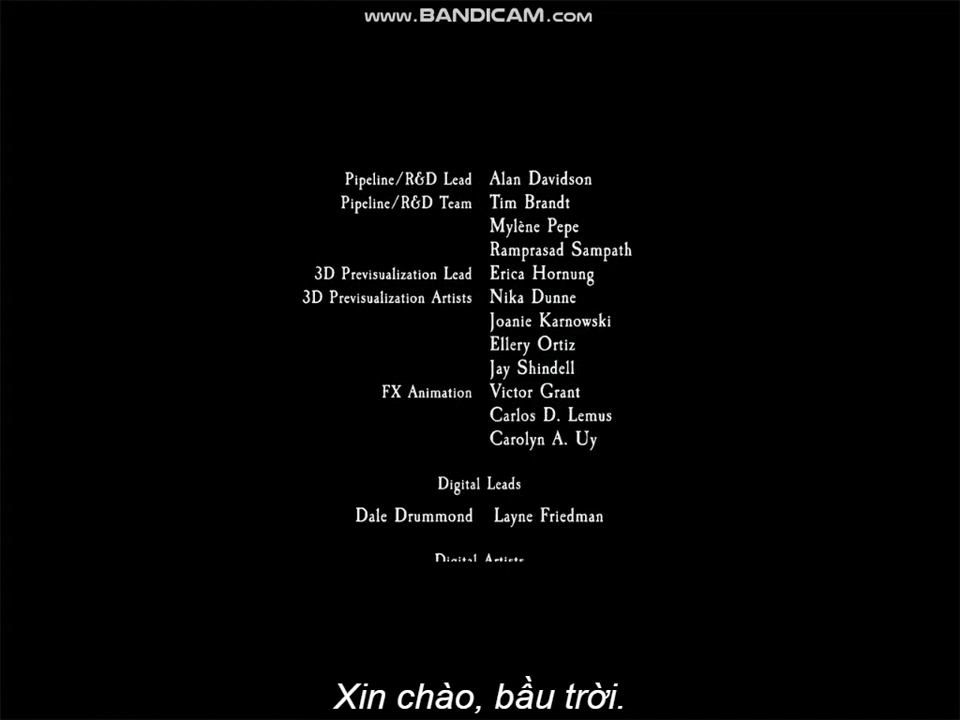 www.BANDICAM.com
Pipeline/R&D Lead Alan Davidson
Pipeline/R&D Team Tim Brandt
Mylène Pepe
Ramprasad Sampath
3D Previsualization Lead Erica Hornung
3D Previsualization Artists Nika Dunne
Joanie Karnowski
Ellery Ortiz
Jay Shindell
FX Animation Victor Grant
Carlos D. Lemus
Carolyn A. Uy
Digital Leads
Dale Drummond Layne Friedman
Digital Artists
Xin chào, bầu trời.